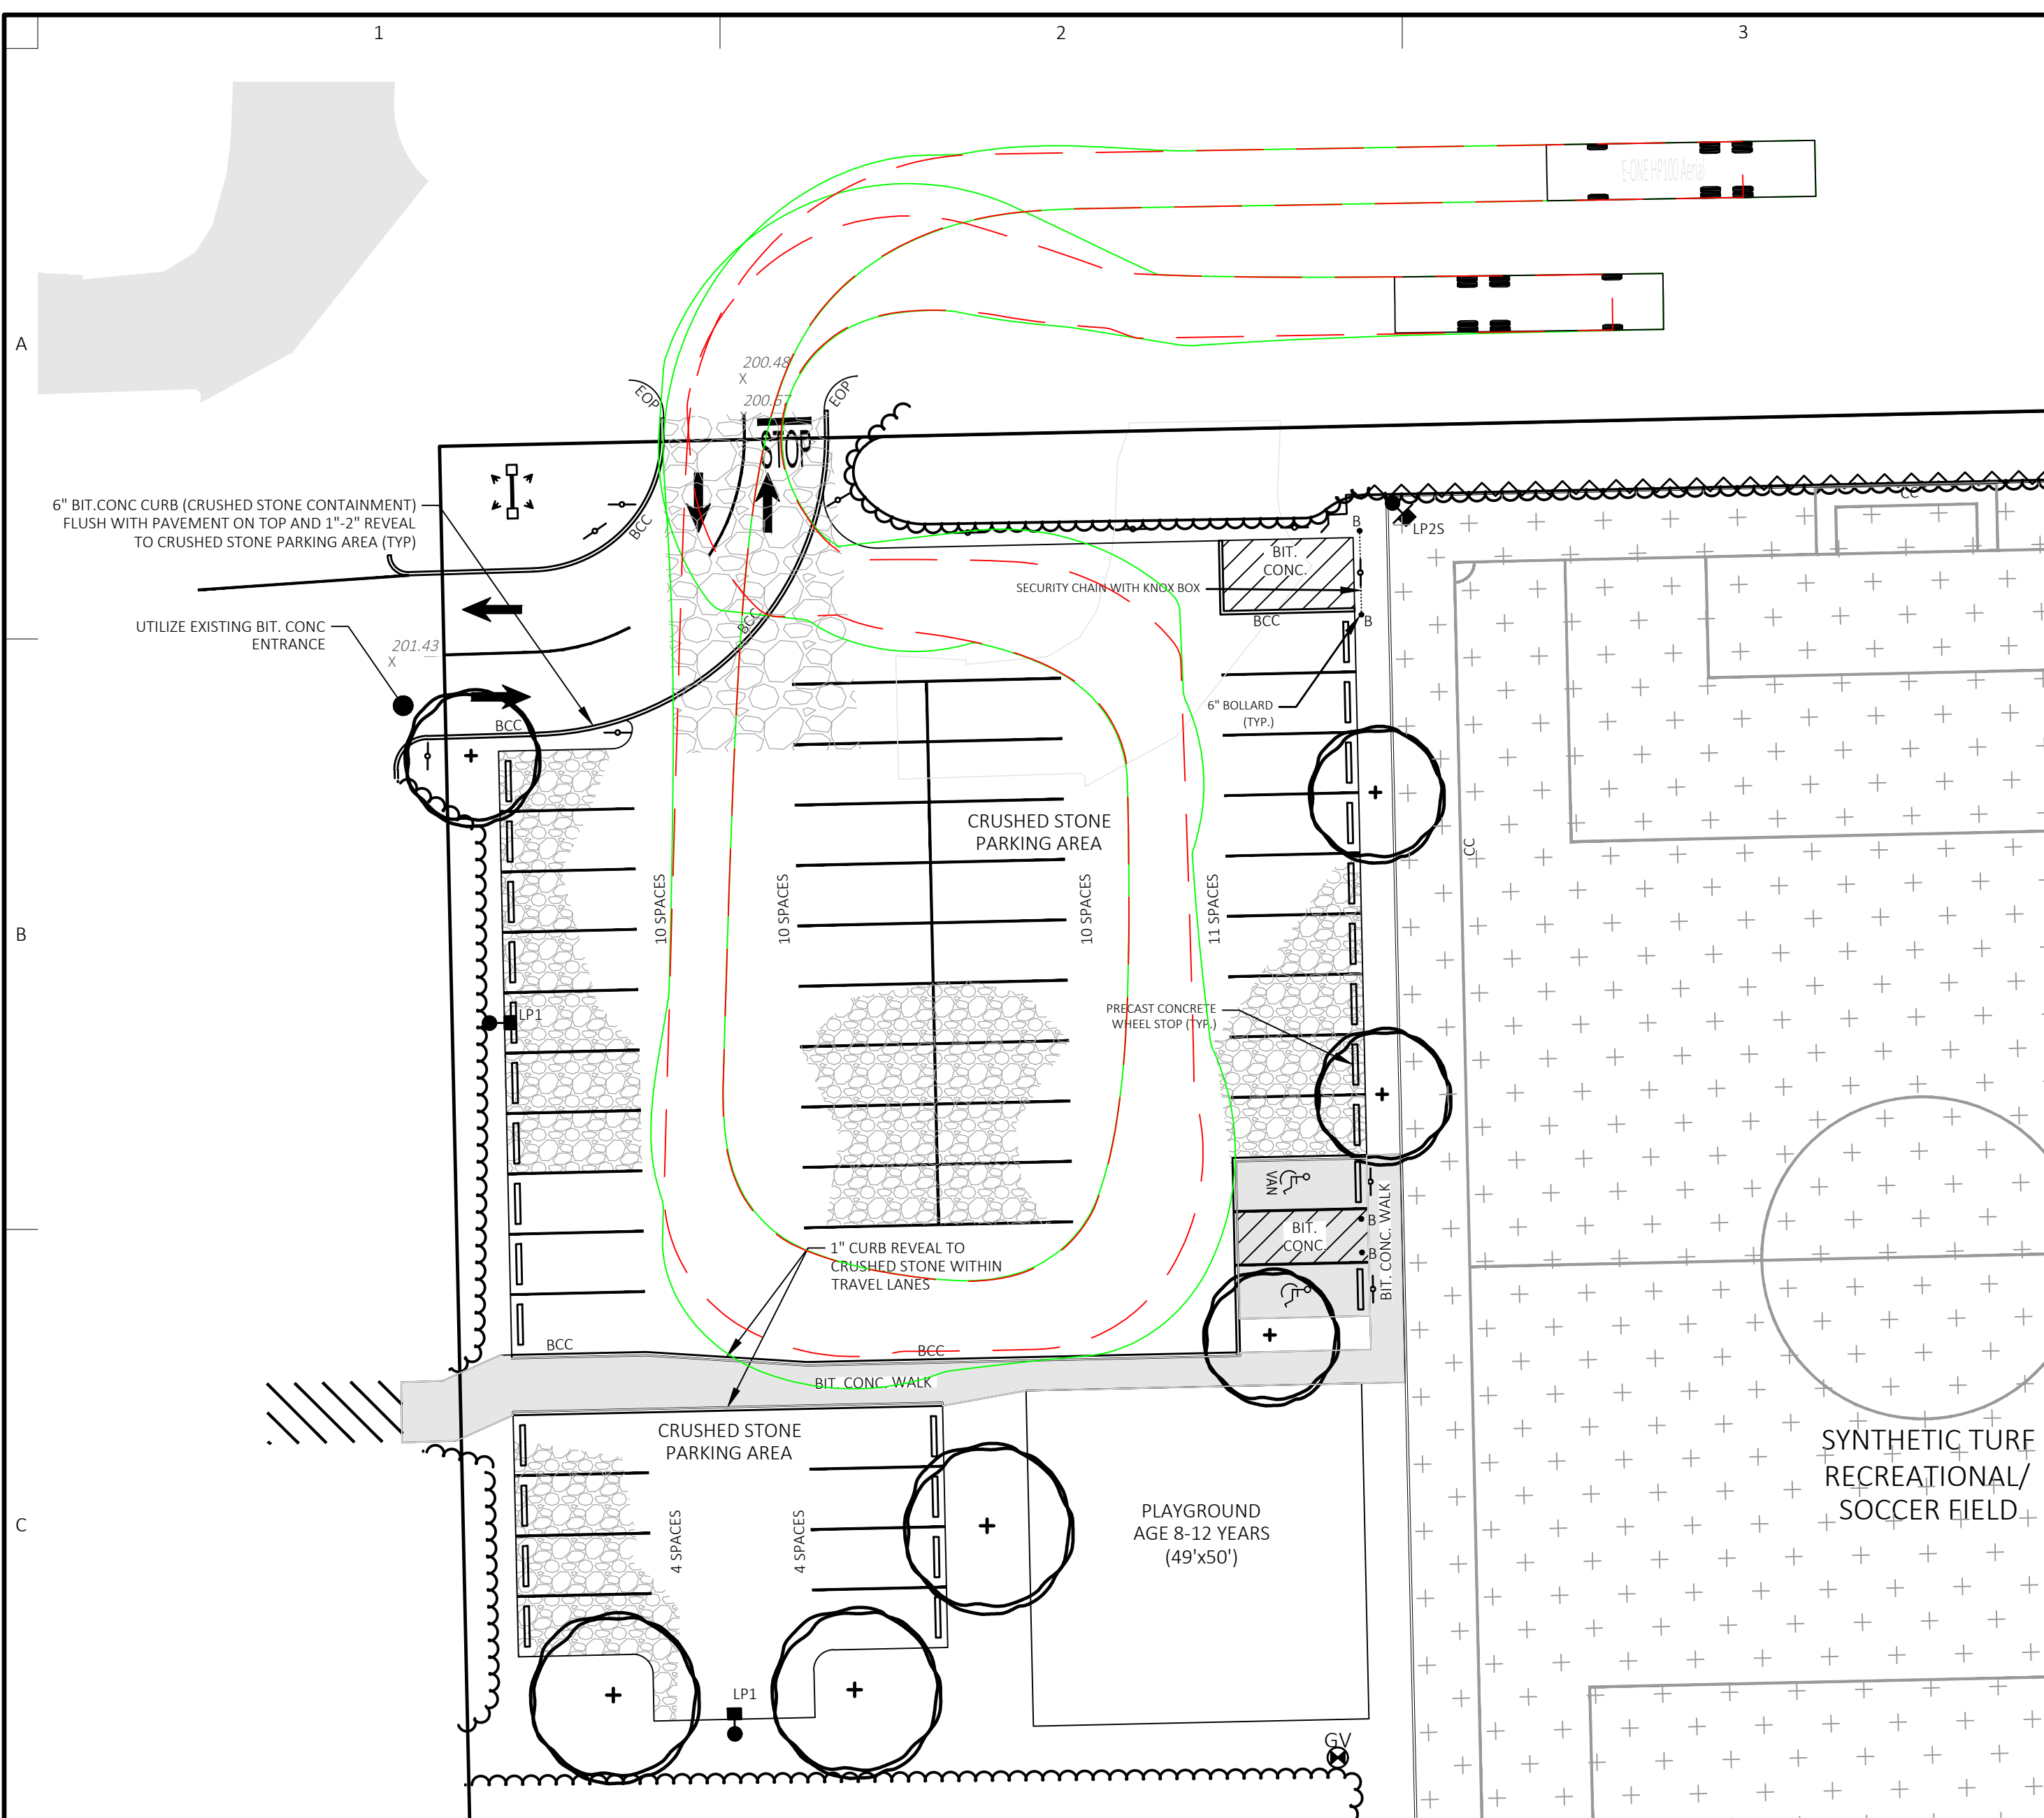 1
2
3
E-ONE HP100 Aerial
A
200.48
X
200.67
EOP
EOP
STOP
6" BIT.CONC CURB (CRUSHED STONE CONTAINMENT)
FLUSH WITH PAVEMENT ON TOP AND 1"-2" REVEAL
TO CRUSHED STONE PARKING AREA (TYP)
BCC
CC
B
LP2S
BIT.
CONC.
SECURITY CHAIN WITH KNOX BOX
BCC
BCC
B
UTILIZE EXISTING BIT. CONC
ENTRANCE
201.43
X
BCC
6" BOLLARD
(TYP.)
CRUSHED STONE
PARKING AREA
CC
B
10 SPACES
10 SPACES
10 SPACES
11 SPACES
LP1
PRECAST CONCRETE
WHEEL STOP (TYP.)
VAN
BIT. CONC. WALK
B
BIT.
CONC.
B
1" CURB REVEAL TO
CRUSHED STONE WITHIN
TRAVEL LANES
BCC
BCC
BIT. CONC. WALK
CRUSHED STONE
PARKING AREA
SYNTHETIC TURF
RECREATIONAL/
SOCCER FIELD
C
4 SPACES
4 SPACES
PLAYGROUND
AGE 8-12 YEARS
(49'x50')
LP1
GV